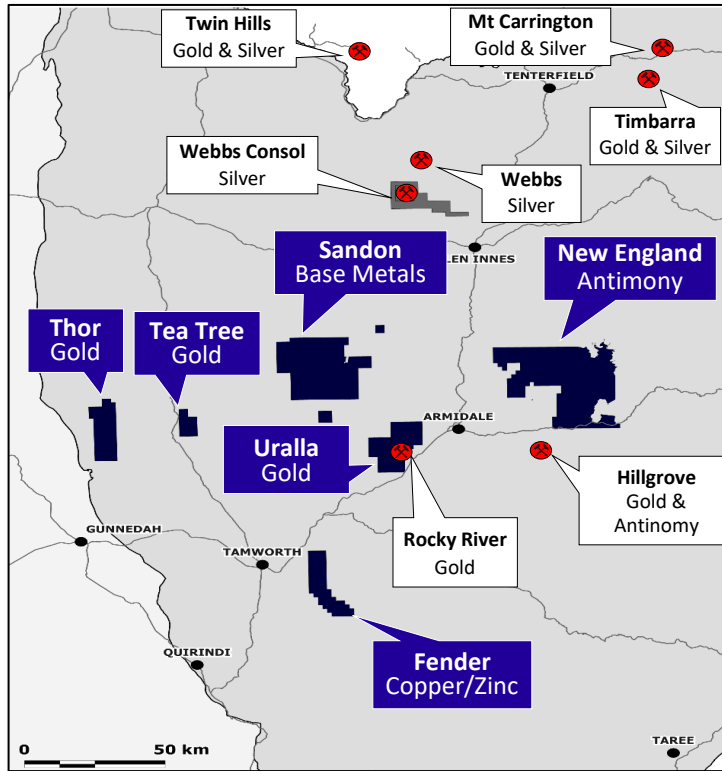 Twin Hills
Gold & Silver
Mt Carrington
Gold & Silver
TENTERFIELD
Timbarra
Gold & Silver
Webbs Consol
Silver
Webbs
Silver
LEN INNES
Sandon
Base Metals
New England
Antimony
Thor
Gold
Tea Tree
Gold
ARMIDALE
Uralla
Gold
Hillgrove
Gold &
Antinomy
Rocky River
Gold
GUNNEDAH
TAMWORTH
QUIRINDI
Fender
Copper/Zinc
TAREE
0 50 km